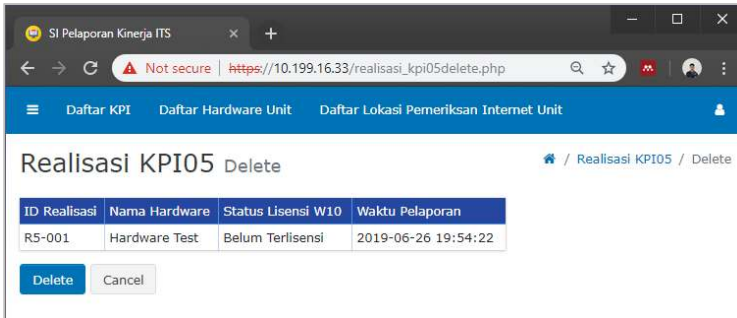 SI Pelaporan Kinerja ITS
Not secure | https://10.199.16.33/realisasi_kpi05delete.php
Daftar KPI Daftar Hardware Unit Daftar Lokasi Pemeriksan Internet Unit
Realisasi KPI05 Delete
/ Realisasi KPI05 / Delete
ID Realisasi Nama Hardware Status Lisensi W10 Waktu Pelaporan
R5-001 Hardware Test Belum Terlisensi 2019-06-26 19:54:22
Delete Cancel